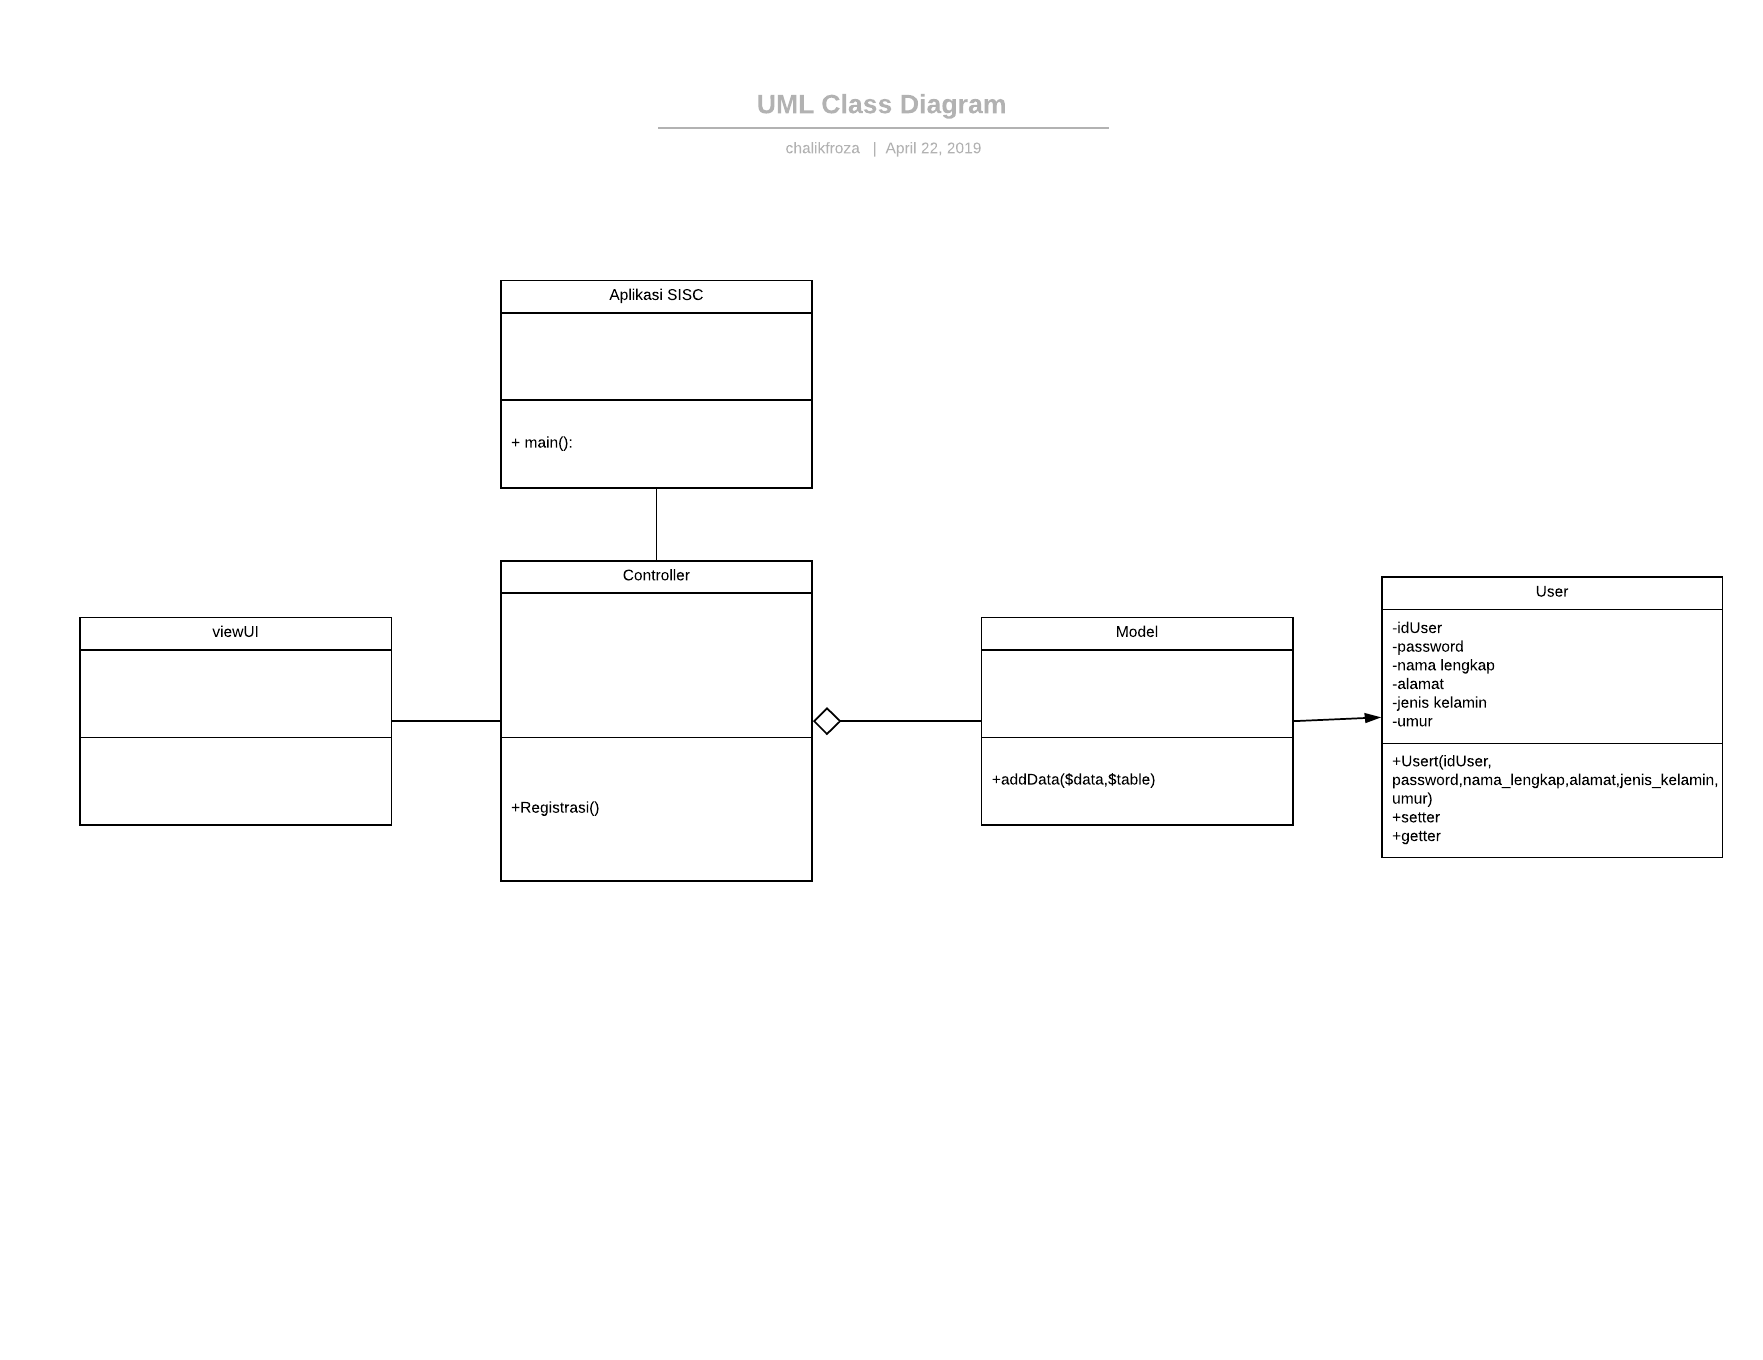 UML Class Diagram
chalikfroza | April 22, 2019
Aplikasi SISC
+ main():
Controller
+Registrasi()
viewUI
Model
+addData($data,$table)
User
-idUser
-password
-nama lengkap
-alamat
-jenis kelamin
-umur
+Usert(idUser,
password,nama_lengkap,alamat,jenis_kelamin,
umur)
+setter
+getter